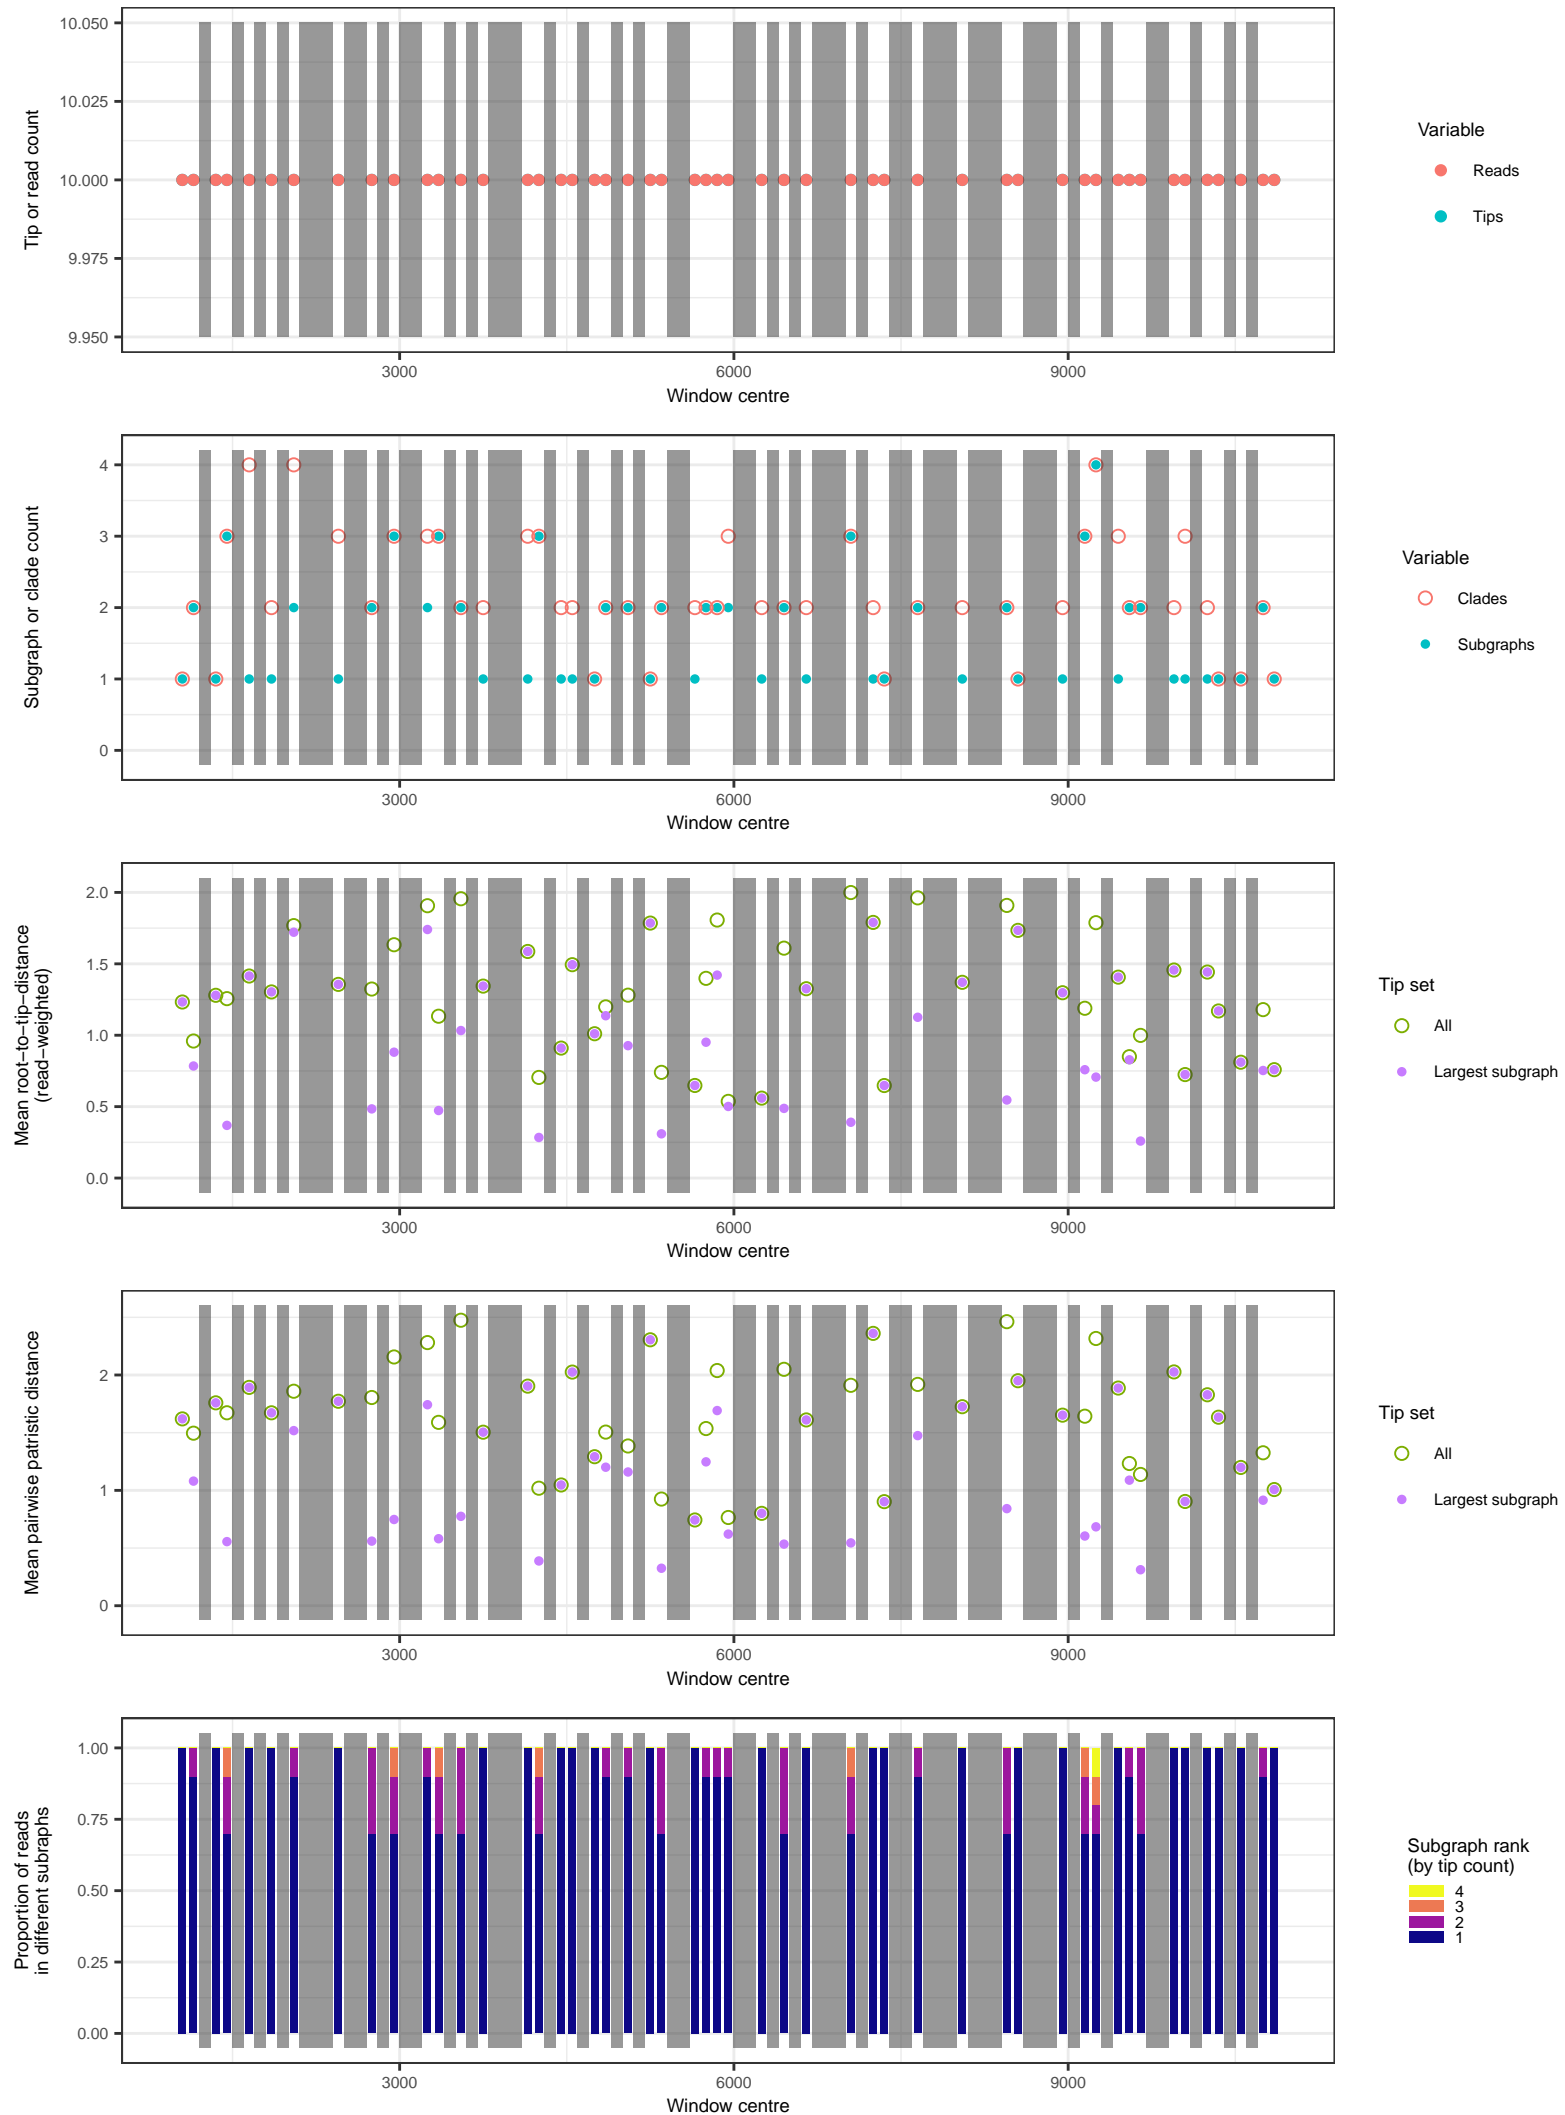 10.050
10.025
10.000
9.975
9.950
Tip or read count
3000
6000
9000
Window centre
Variable
Reads
Tips
4
3
2
1
0
Subgraph or clade count
3000
6000
9000
Window centre
Variable
Clades
Subgraphs
2.0
1.5
1.0
0.5
0.0
Mean root−to−tip−distance
(read−weighted)
3000
6000
9000
Window centre
Tip set
All
Largest subgraph
2
1
0
Mean pairwise patristic distance
3000
6000
9000
Window centre
Tip set
All
Largest subgraph
1.00
0.75
0.50
0.25
0.00
Proportion of reads
in different subraphs
3000
6000
9000
Window centre
Subgraph rank
(by tip count)
4
3
2
1